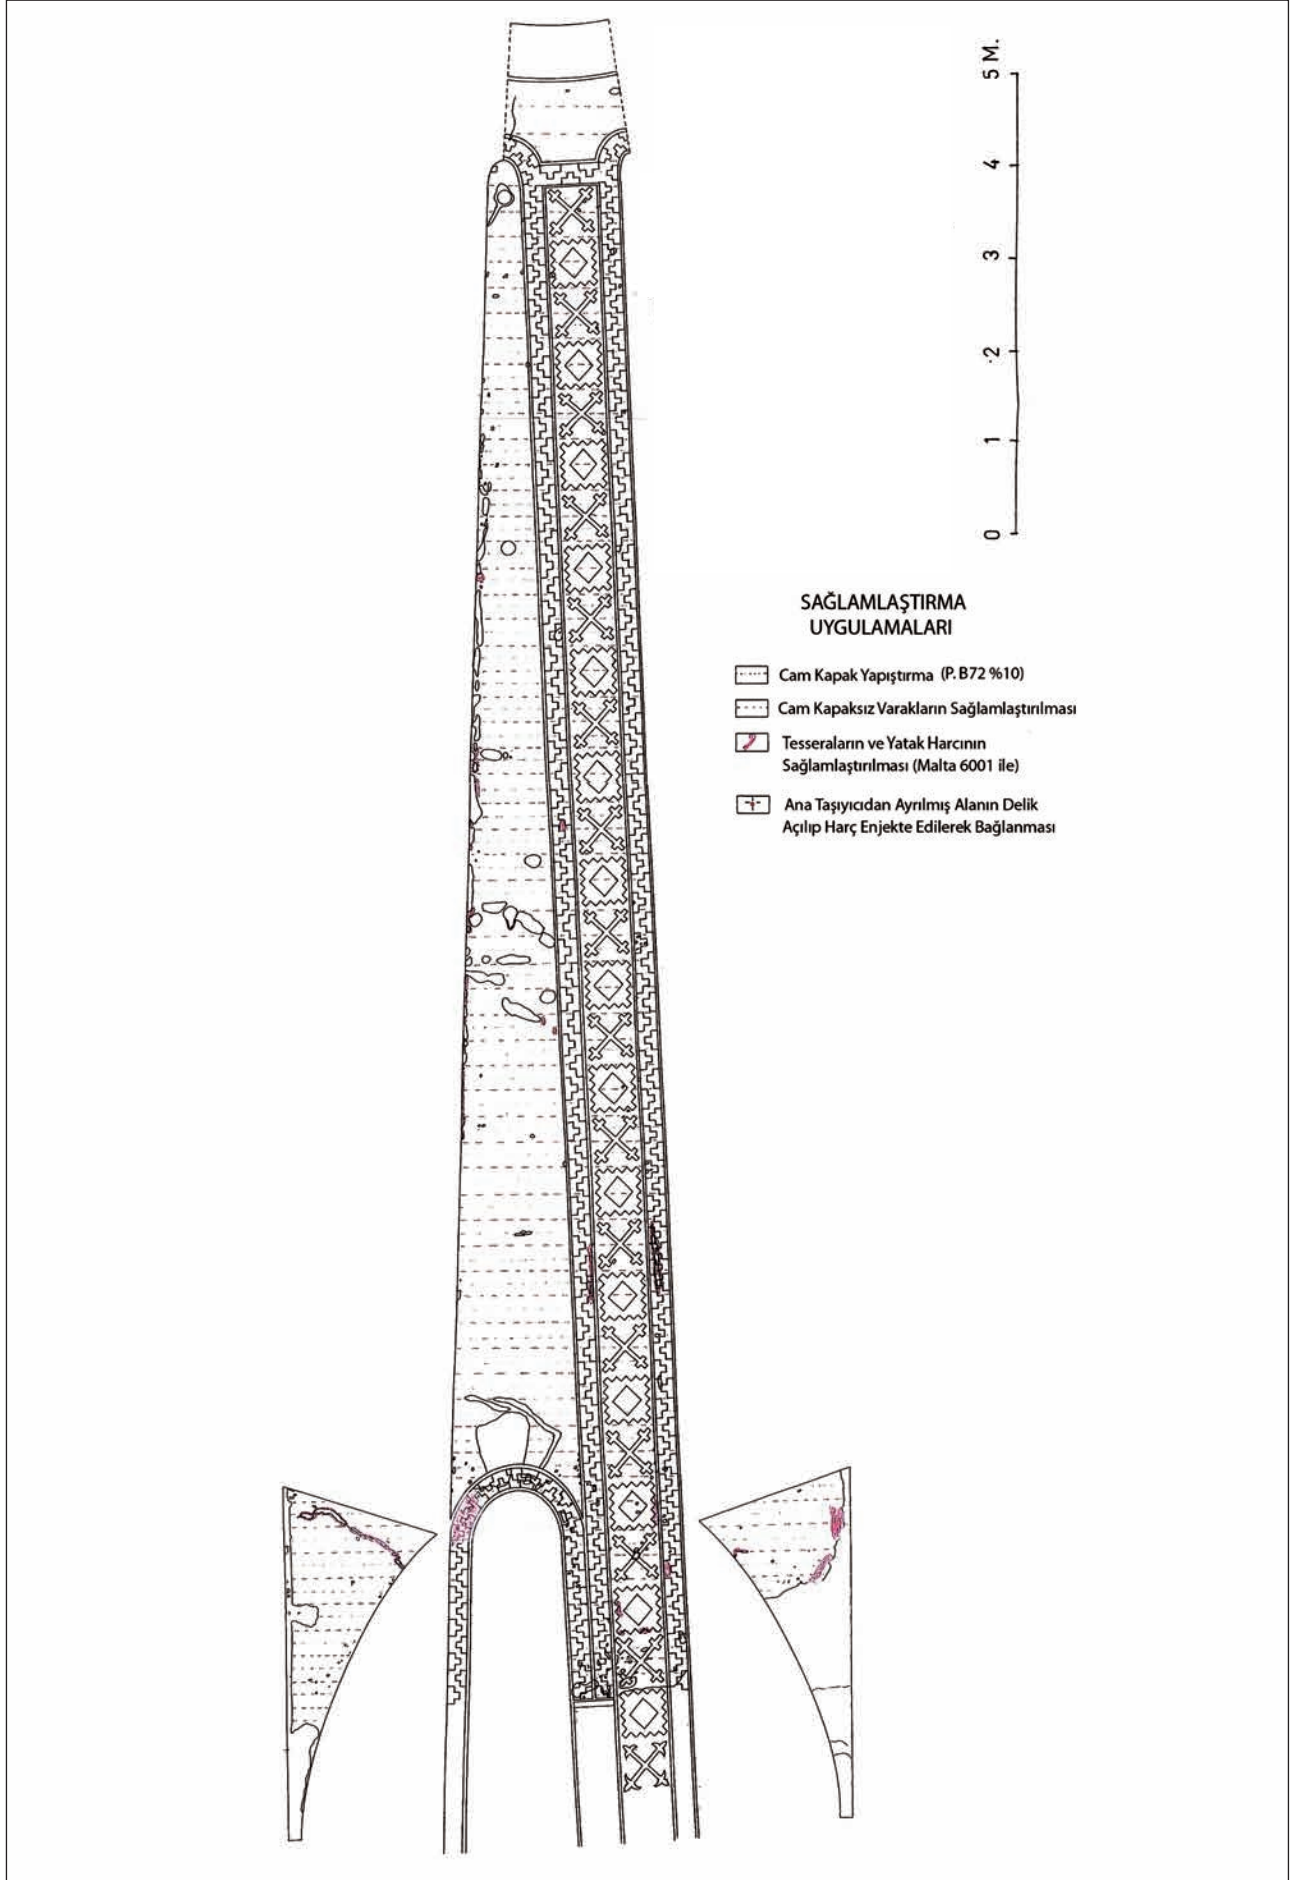 5 M.
4
3
2
1
0
SAĞLAMLAŞTIRMA
UYGULAMALARI
Cam Kapak Yapıştırma (P. B72 %10)
Cam Kapaksız Varakların Sağlamlaştırılması
Tesseraların ve Yatak Harcının
Sağlamlaştırılması (Malta 6001 ile)
Ana Taşıyıcıdan Ayrılmış Alanın Delik
Açılıp Harç Enjekte Edilerek Bağlanması